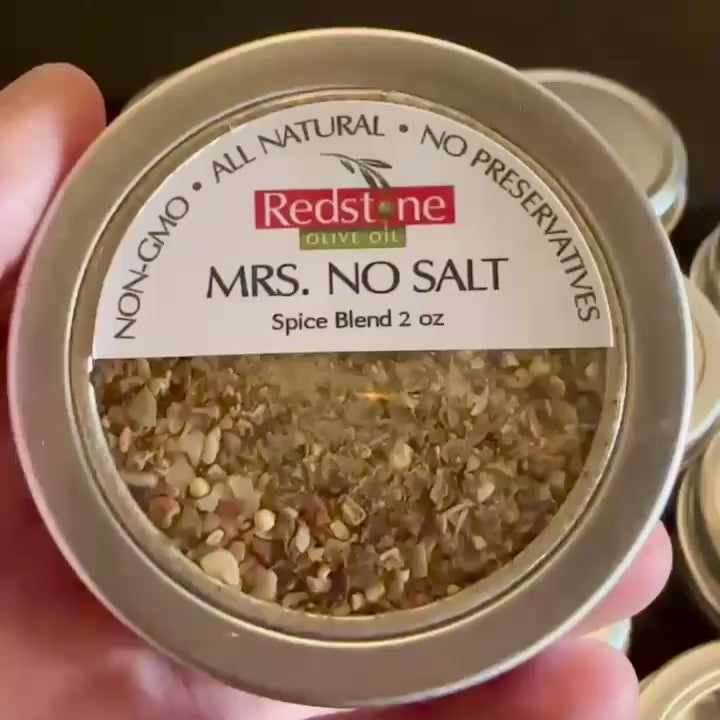 NON-GMO • ALL NATURAL • NO PRESERVATIVES
Redstone
OLIVE OIL
MRS. NO SALT
Spice Blend 2 oz